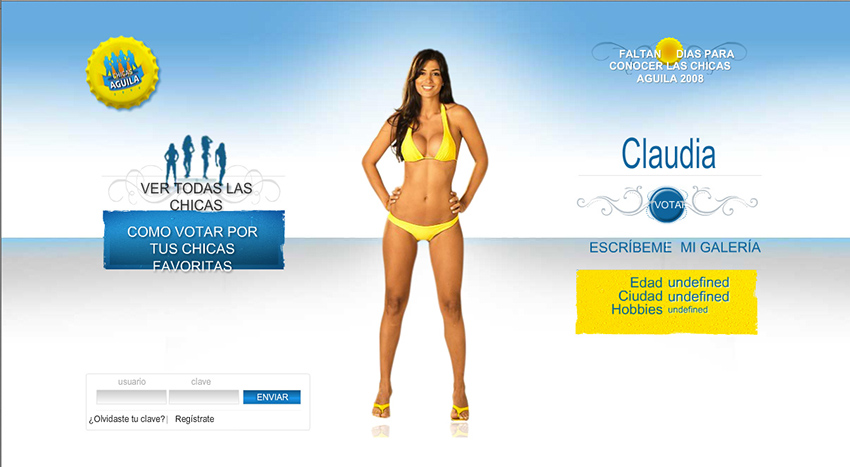 CHICAS
AGUILA
FALTAN DIAS PARA
CONOCER LAS CHICAS
AGUILA 2008
Claudia
VER TODAS LAS
CHICAS
VOTAR
COMO VOTAR POR
TUS CHICAS
FAVORITAS
ESCRÍBEME MI GALERÍA
Edad undefined
Ciudad undefined
Hobbies undefined
usuario clave
ENVIAR
¿Olvidaste tu clave?| Regístrate